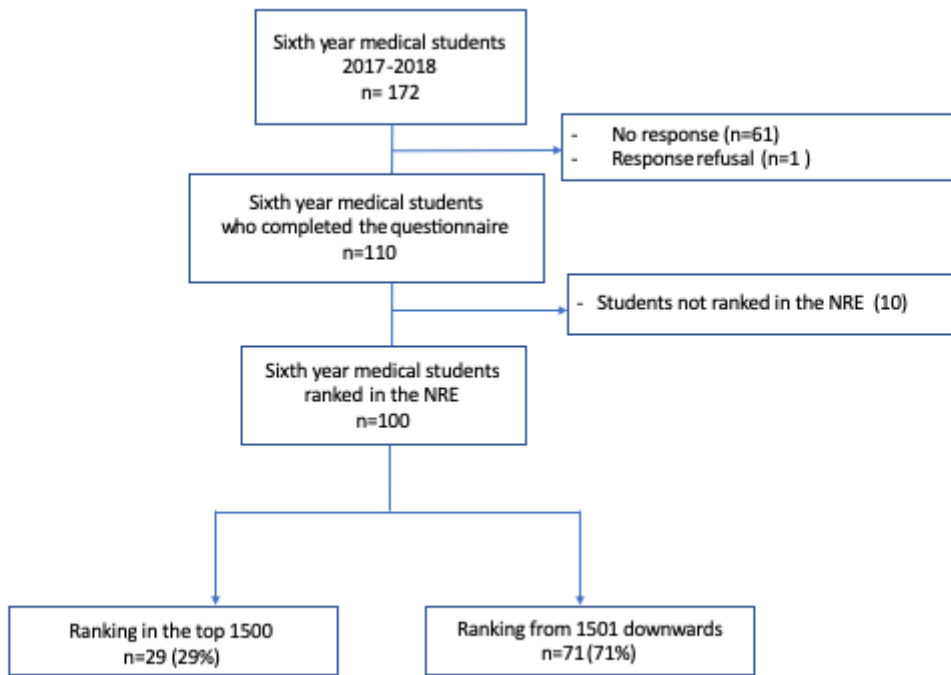 Sixth year medical students
2017-2018
n= 172
- No response (n=61)
- Response refusal (n=1 )
Sixth year medical students
who completed the questionnaire
n=110
- Students not ranked in the NRE (10)
Sixth year medical students
ranked in the NRE
n=100
Ranking in the top 1500
n=29 (29%)
Ranking from 1501 downwards
n=71 (71%)